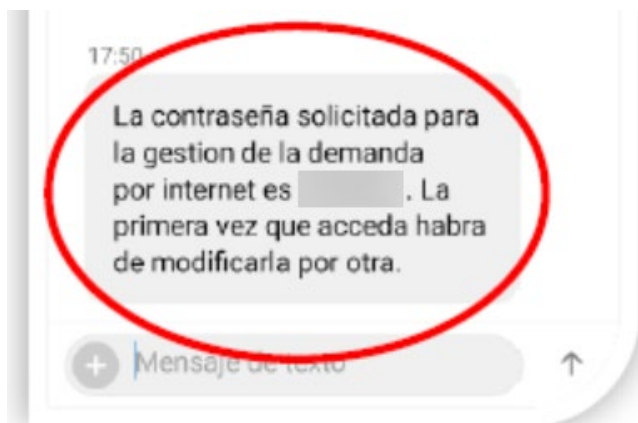 17:50
La contraseña solicitada para
la gestion de la demanda
por internet es . La
primera vez que acceda habra
de modificarla por otra.
Mensaje de texto